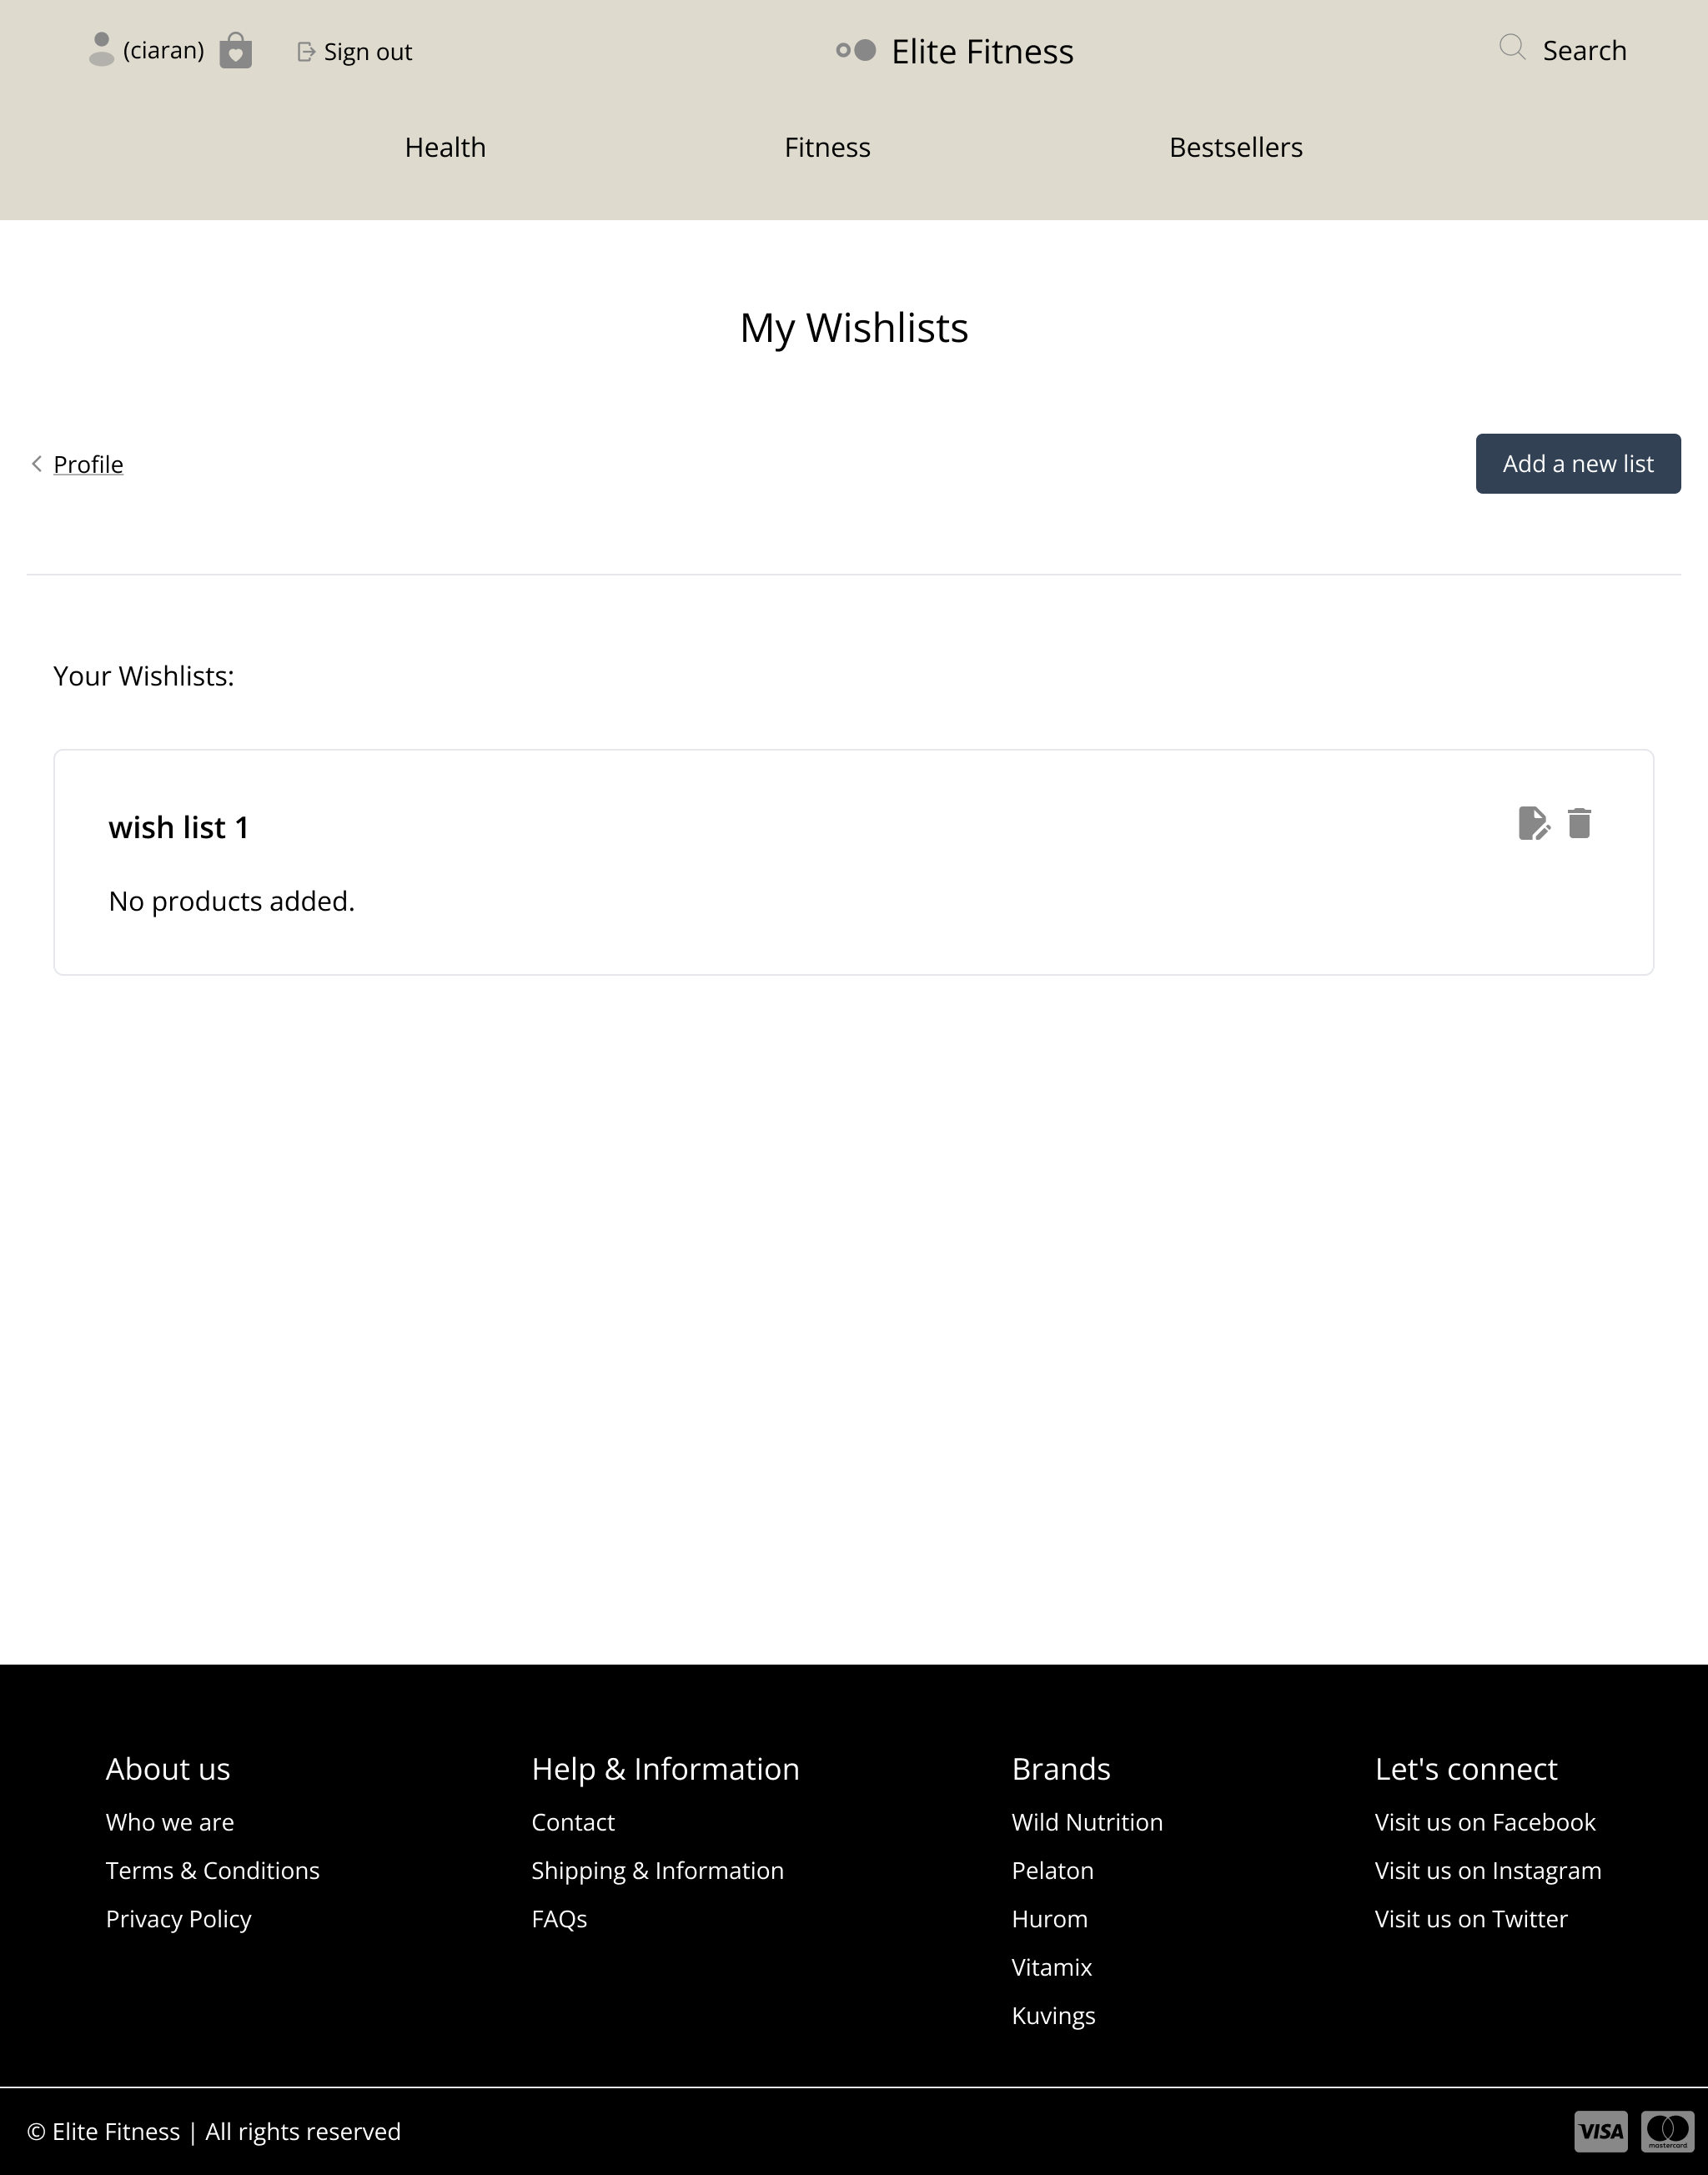 (ciaran)
Sign out
Elite Fitness
Search
Health
Fitness
Bestsellers
My Wishlists
Profile
Add a new list
Your Wishlists:
wish list 1
No products added.
About us
Who we are
Terms & Conditions
Privacy Policy
Help & Information
Contact
Shipping & Information
FAQs
Brands
Wild Nutrition
Pelaton
Hurom
Vitamix
Kuvings
Let's connect
Visit us on Facebook
Visit us on Instagram
Visit us on Twitter
© Elite Fitness | All rights reserved
VISA
mastercard